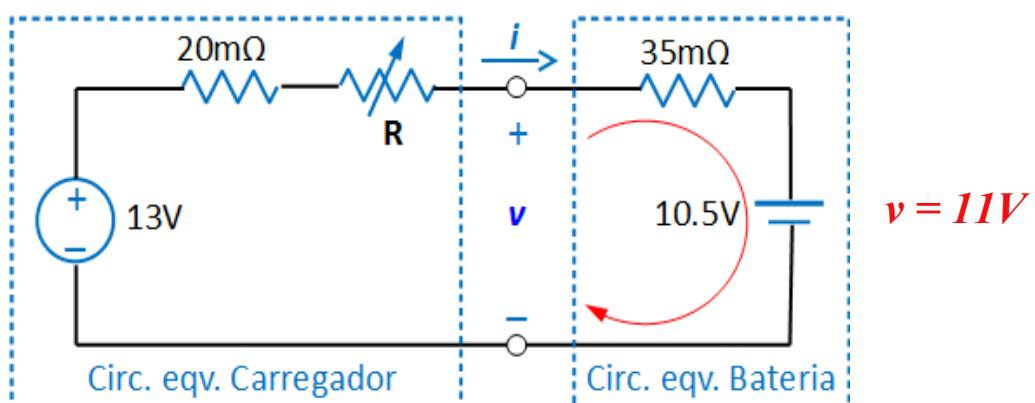 20mΩ
i
35mΩ
R
+
+
13V
v
10.5V
v = 11V
−
−
Circ. eqv. Carregador
Circ. eqv. Bateria